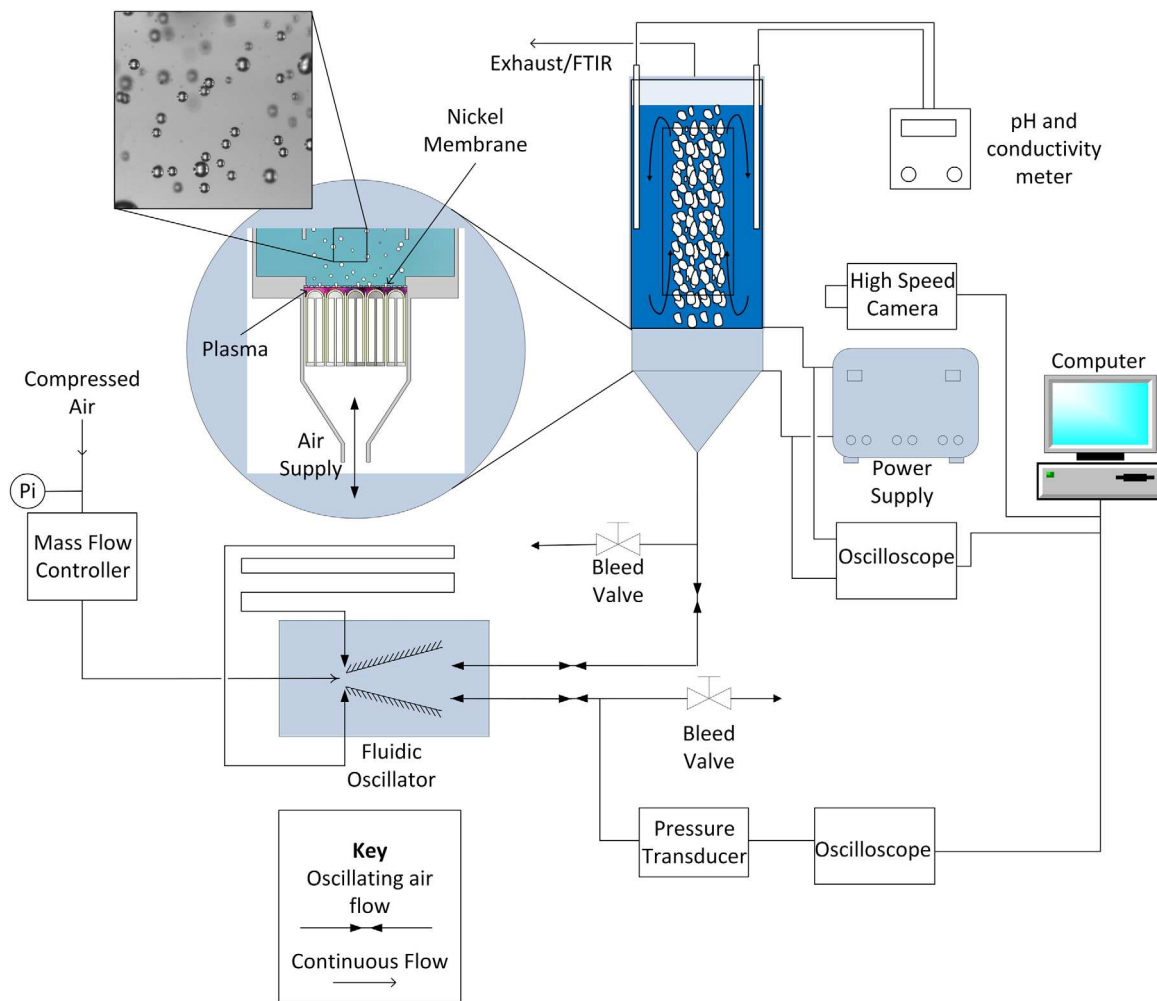 Exhaust/FTIR
Nickel
Membrane
pH and
conductivity
meter
High Speed
Camera
Plasma
Computer
Compressed
Air
Air
Supply
Power
Supply
Pi
Mass Flow
Controller
Bleed
Valve
Oscilloscope
Bleed
Valve
Fluidic
Oscillator
Pressure
Transducer
Oscilloscope
Key
Oscillating air
flow
Continuous Flow